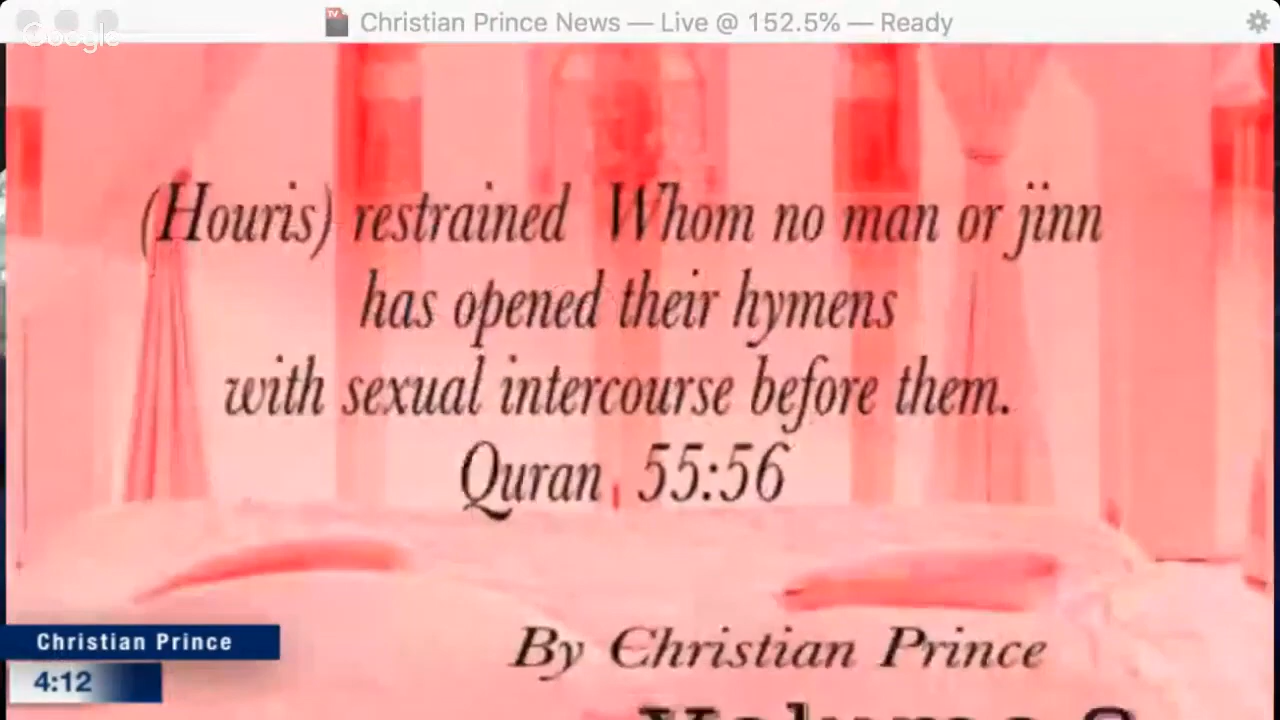 Christian Prince News — Live @ 152.5% — Ready
Google
(Houris) restrained Whom no man or jinn
has opened their hymens
with sexual intercourse before them.
Quran 55:56
By Christian Prince
Christian Prince
4:12